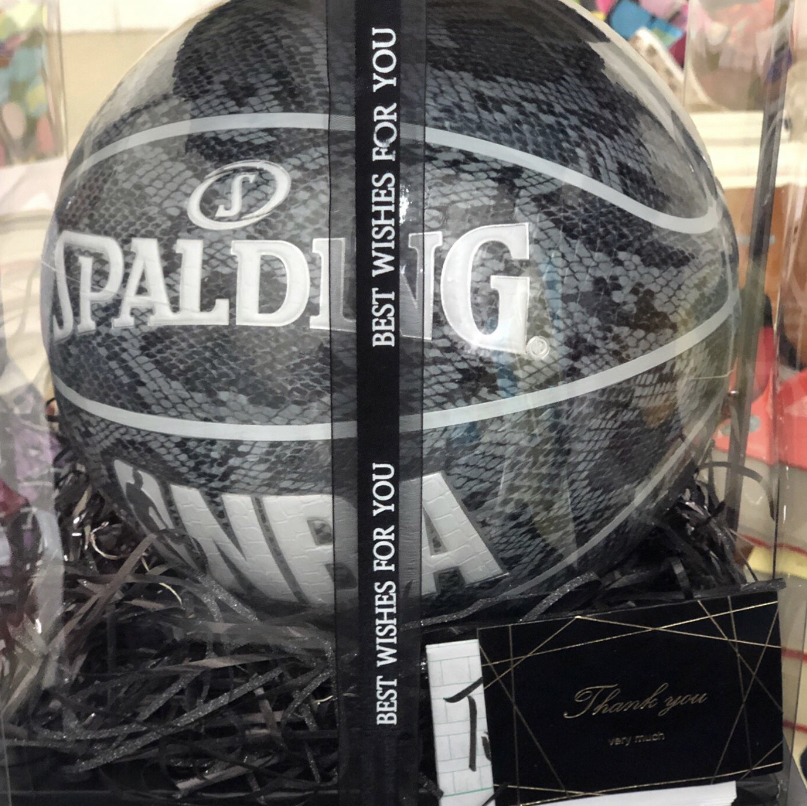 BEST WISHES FOR YOU
S
SPALDING®
NBA
BEST WISHES FOR YOU
Thank you
very much